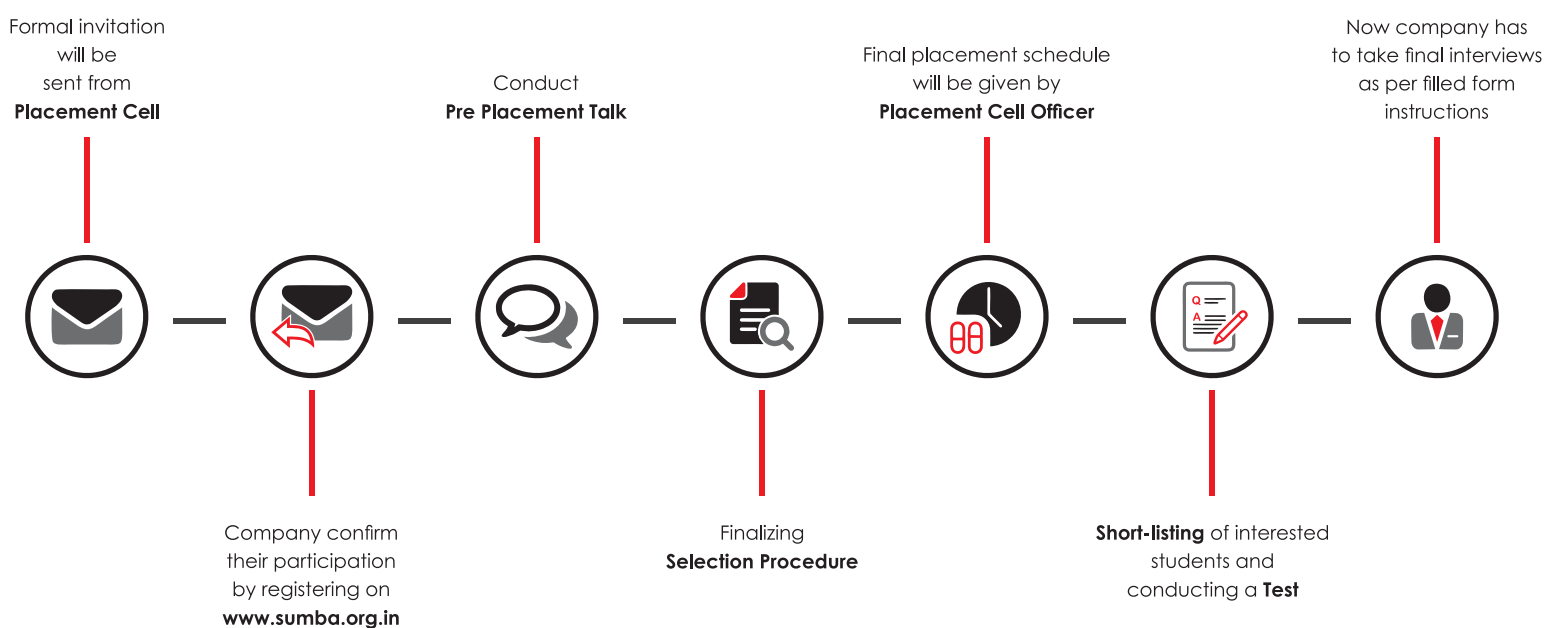 Formal invitation
will be
sent from
Placement Cell
Company confirm
their participation
by registering on
www.sumba.org.in
Conduct
Pre Placement Talk
Finalizing
Selection Procedure
Final placement schedule
will be given by
Placement Cell Officer
Q
A
Short-listing of interested
students and
conducting a Test
Now company has
to take final interviews
as per filled form
instructions